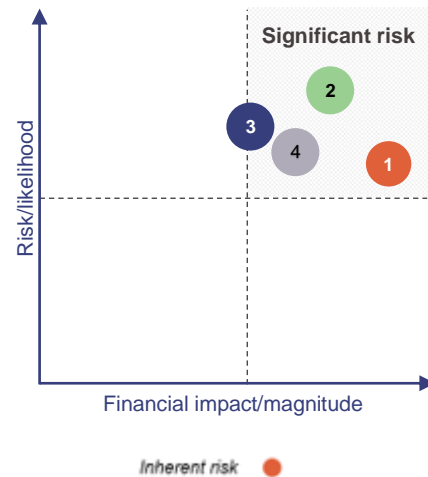 Significant risk
2
3
4
1
Risk/likelihood
Financial impact/magnitude
Inherent risk